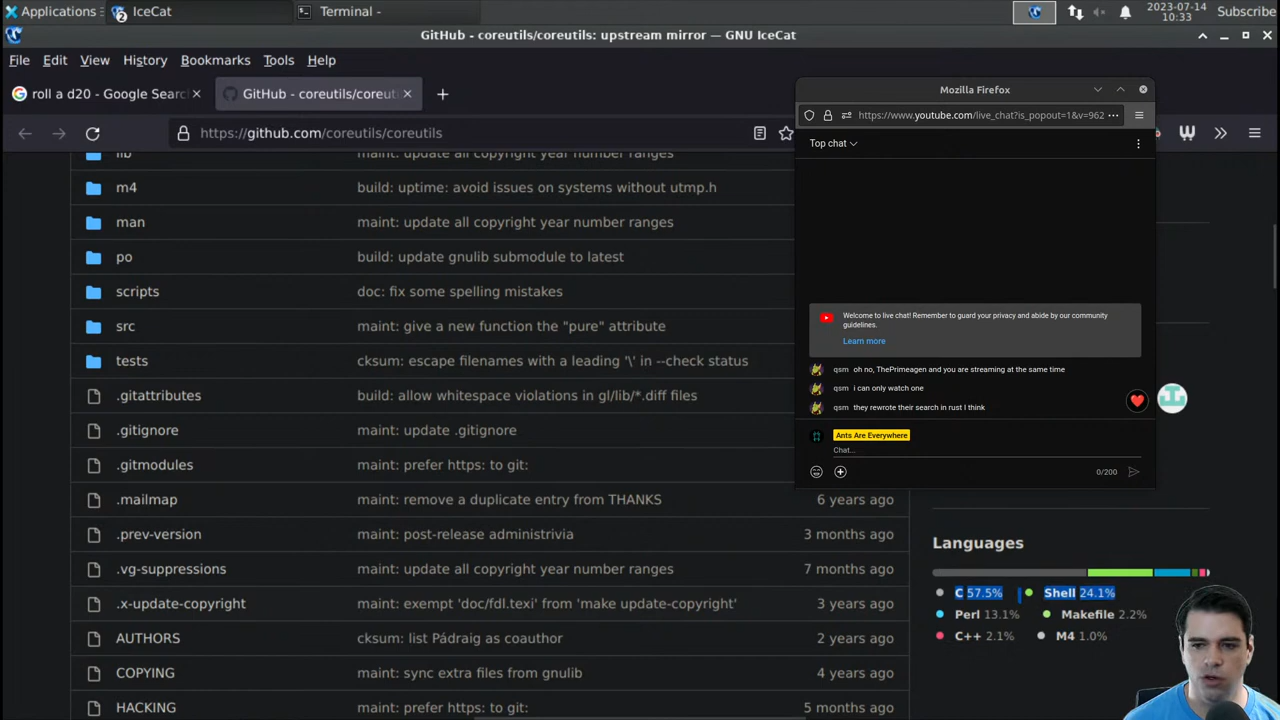 Applications
2 IceCat
Terminal -
2023-07-14
10:33
Subscribe
GitHub - coreutils/coreutils: upstream mirror — GNU IceCat
File Edit View History Bookmarks Tools Help
roll a d20 - Google Search
GitHub - coreutils/coreuti
https://github.com/coreutils/coreutils
lib maint: update all copyright year number ranges
m4 build: uptime: avoid issues on systems without utmp.h
man maint: update all copyright year number ranges
po build: update gnulib submodule to latest
scripts doc: fix some spelling mistakes
src maint: give a new function the "pure" attribute
tests cksum: escape filenames with a leading '\' in --check status
.gitattributes build: allow whitespace violations in gl/lib/*.diff files
.gitignore maint: update .gitignore
.gitmodules maint: prefer https: to git:
.mailmap maint: remove a duplicate entry from THANKS 6 years ago
.prev-version maint: post-release administrivia 3 months ago
.vg-suppressions maint: update all copyright year number ranges 7 months ago
.x-update-copyright maint: exempt 'doc/fdl.texi' from 'make update-copyright' 3 years ago
AUTHORS cksum: list Pádraig as coauthor 2 years ago
COPYING maint: sync extra files from gnulib 4 years ago
HACKING maint: prefer https: to git: 5 months ago
Mozilla Firefox
https://www.youtube.com/live_chat?is_popout=1&v=962
Top chat
Welcome to live chat! Remember to guard your privacy and abide by our community
guidelines.
Learn more
qsm oh no, ThePrimeagen and you are streaming at the same time
qsm i can only watch one
qsm they rewrote their search in rust I think
Ants Are Everywhere
Chat...
0/200
Languages
C 57.5% Shell 24.1%
Perl 13.1% Makefile 2.2%
C++ 2.1% M4 1.0%